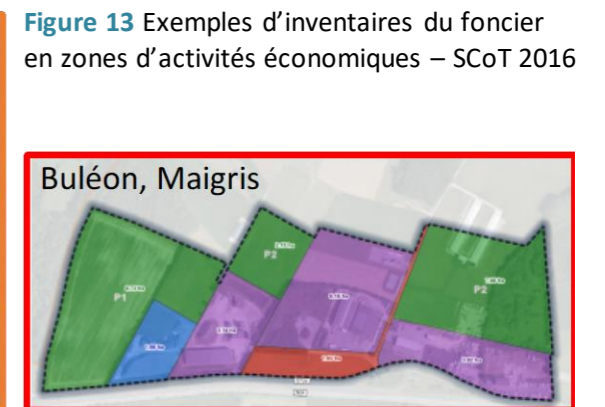 Figure 13 Exemples d’inventaires du foncier
en zones d’activités économiques – SCoT 2016
Buléon, Maigris
P2
P1
P2